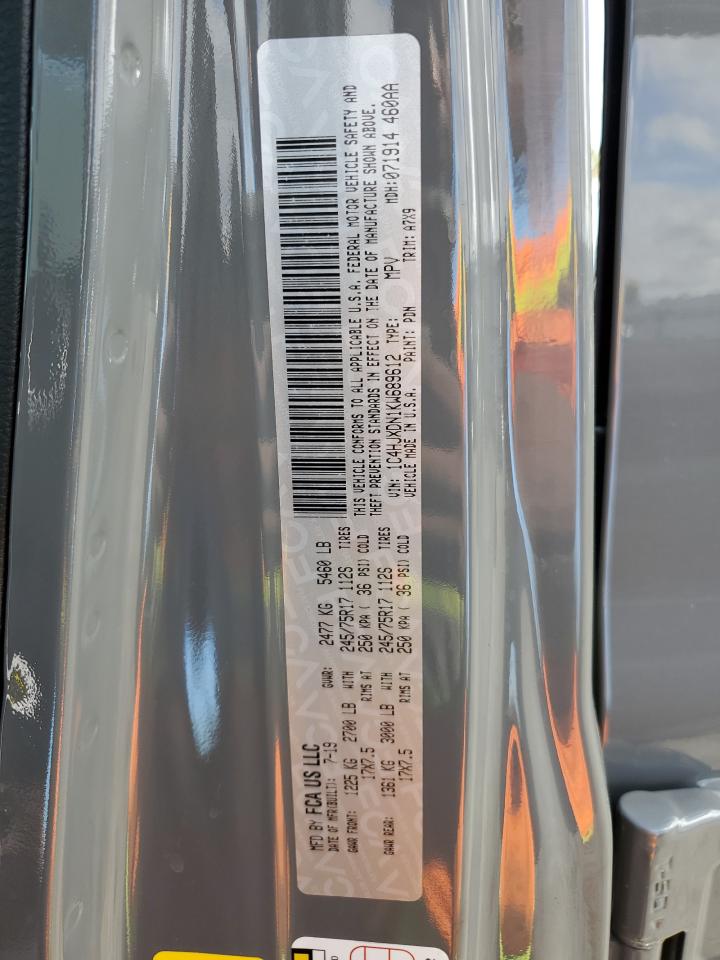 MFD BY FCA US LLC
DATE OF MFR(BUILT): 7-19 GVWR: 2477 KG 5460 LB
GAWR FRONT: 1225 KG 2700 LB WITH 245/75R17 112S TIRES
17X7.5 RIMS AT 250 KPA ( 36 PSI) COLD
GAWR REAR: 1361 KG 3000 LB WITH 245/75R17 112S TIRES
17X7.5 RIMS AT 250 KPA ( 36 PSI) COLD
THIS VEHICLE CONFORMS TO ALL APPLICABLE U.S.A. FEDERAL MOTOR VEHICLE SAFETY AND
THEFT PREVENTION STANDARDS IN EFFECT ON THE DATE OF MANUFACTURE SHOWN ABOVE.
VIN: 1C4HJXDN1KW689612 TYPE: MPV MDH:071914 460AA
VEHICLE MADE IN U.S.A. PAINT: PDN TRIM: A7X9